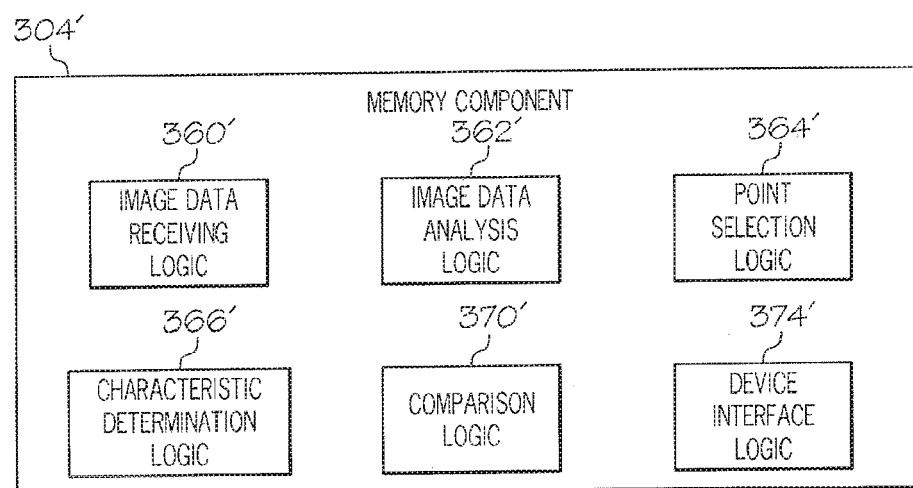 304′
MEMORY COMPONENT
360′ 362′ 364′
IMAGE DATA
RECEIVING
LOGIC
IMAGE DATA
ANALYSIS
LOGIC
POINT
SELECTION
LOGIC
366′ 370′ 374′
CHARACTERISTIC
DETERMINATION
LOGIC
COMPARISON
LOGIC
DEVICE
INTERFACE
LOGIC